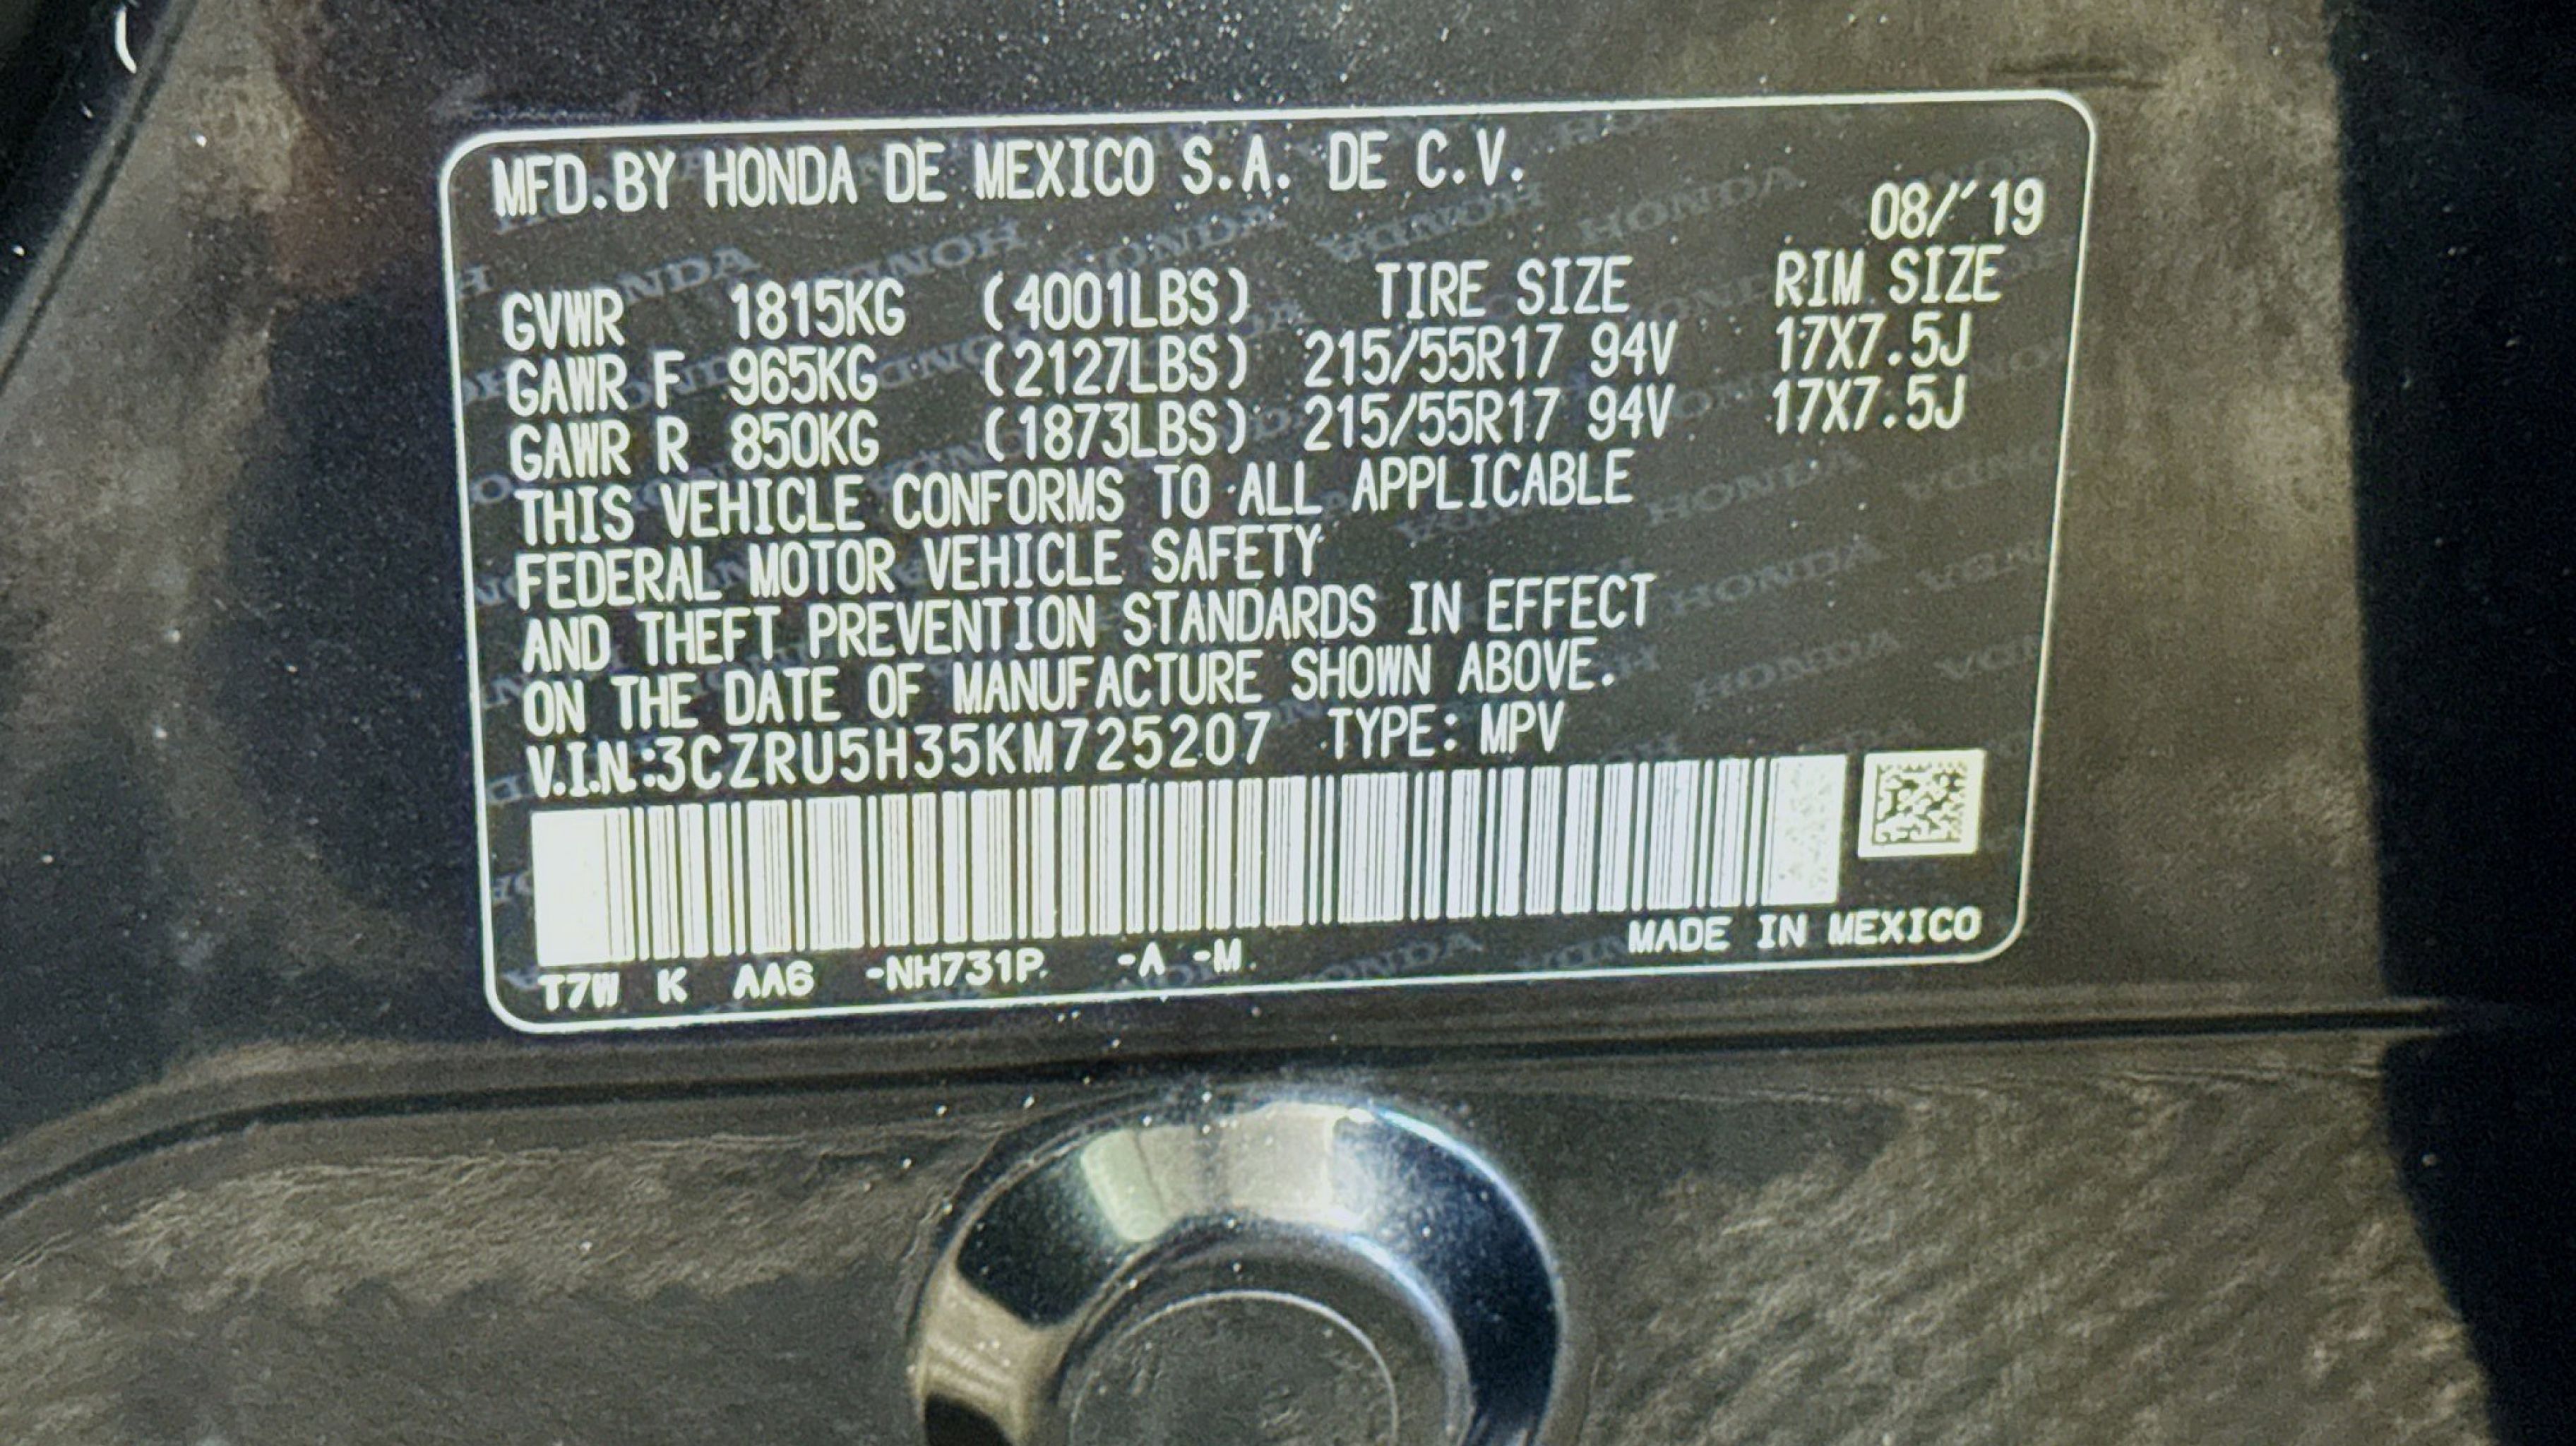 MFD.BY HONDA DE MEXICO S.A. DE C.V.
08/'19
GVWR 1815KG (4001LBS) TIRE SIZE RIM SIZE
GAWR F 965KG (2127LBS) 215/55R17 94V 17X7.5J
GAWR R 850KG (1873LBS) 215/55R17 94V 17X7.5J
THIS VEHICLE CONFORMS TO ALL APPLICABLE
FEDERAL MOTOR VEHICLE SAFETY
AND THEFT PREVENTION STANDARDS IN EFFECT
ON THE DATE OF MANUFACTURE SHOWN ABOVE.
V.I.N.:3CZRU5H35KM725207 TYPE: MPV
MADE IN MEXICO
T7W K AA6 -NH731P -A -M